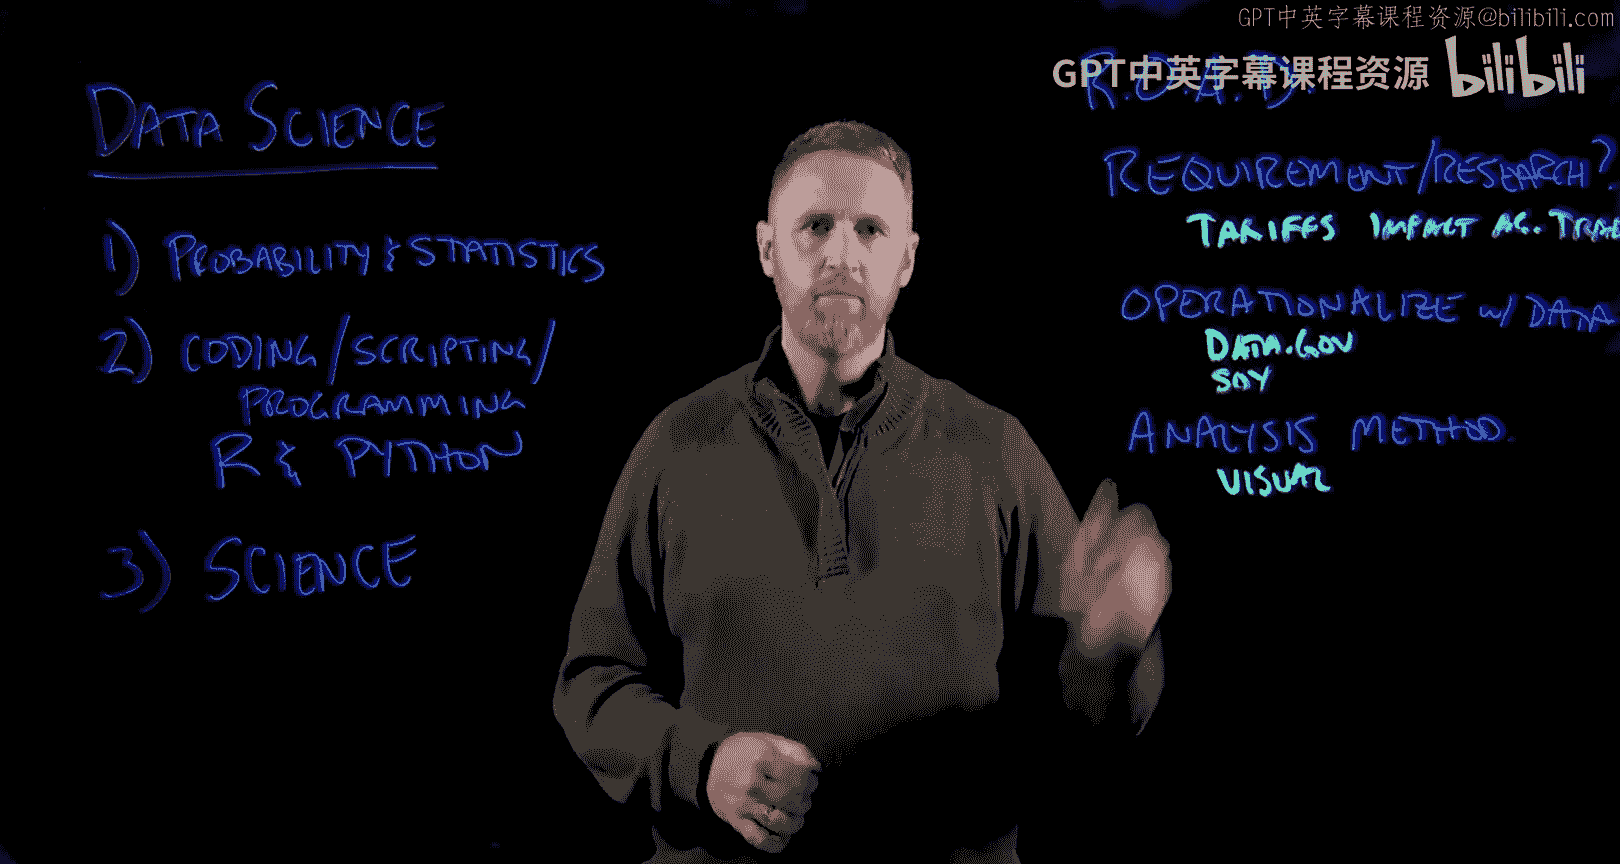 GPT中英字幕课程资源@bilibili.com
GPT中英字幕课程资源 bilibili
DATA SCIENCE
1) PROBABILITY & STATISTICS
2) CODING/SCRIPTING/
PROGRAMMING
R & PYTHON
3) SCIENCE
R.O.A.D.
REQUIREMENT/RESEARCH?
TARIFFS IMPACT AG.
OPERATIONALIZE W/ DATA
DATA.GOV
SOY
ANALYSIS METHOD
VISUAL